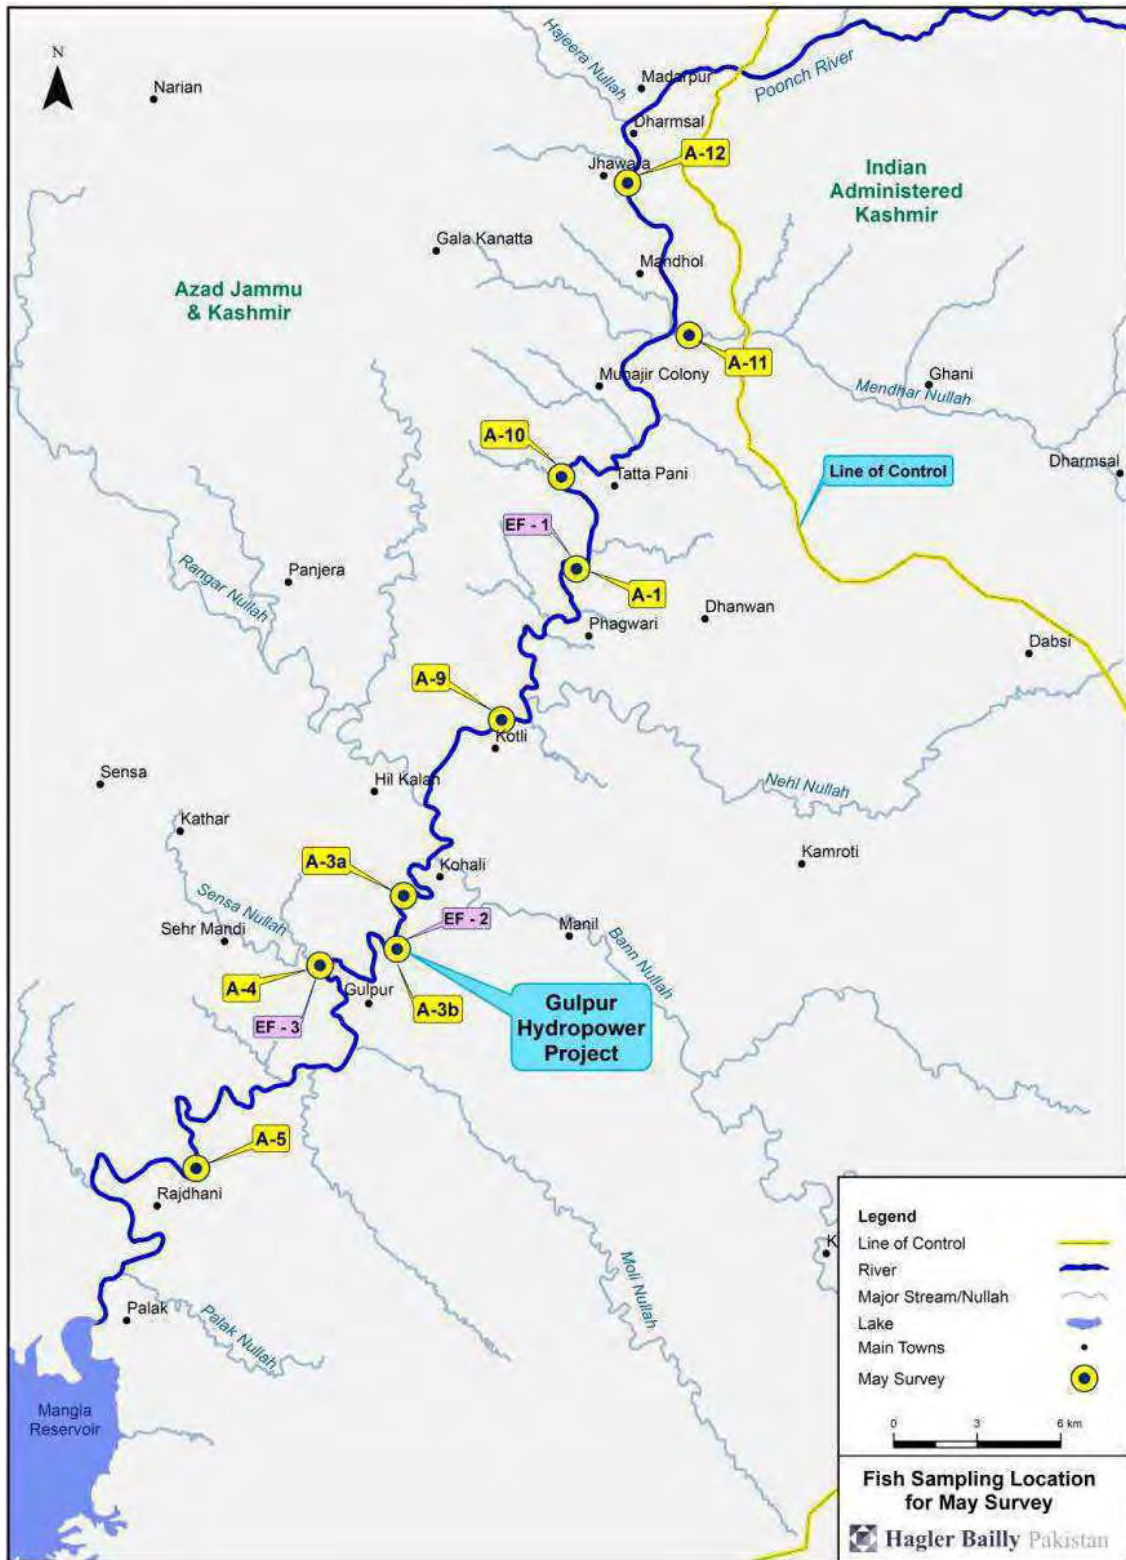 N
Narian
Hajeera Nullah
Madarpur
Poonch River
Dharmsal
A-12
Jhawala
Indian
Administered
Kashmir
Gala Kanatta
Mandhol
Azad Jammu
& Kashmir
A-11
Ghani
Muhajir Colony
Mendhar Nullah
A-10
Tatta Pani
Dharmsal
Line of Control
EF - 1
Panjera
Rangar Nullah
A-1
Dhanwan
Phagwari
Dabsi
A-9
Kotli
Sensa
Hil Kalan
Nehl Nullah
Kathar
A-3a
Kohali
Kamroti
Sensa Nullah
EF - 2
Sehr Mandi
Manil
Bann Nullah
A-4
Gulpur
A-3b
EF - 3
Gulpur
Hydropower
Project
A-5
Rajdhani
K
Moli Nullah
Palak
Palak Nullah
Mangla
Reservoir
Legend
Line of Control
River
Major Stream/Nullah
Lake
Main Towns
May Survey
0 3 6 km
Fish Sampling Location
for May Survey
Hagler Bailly Pakistan